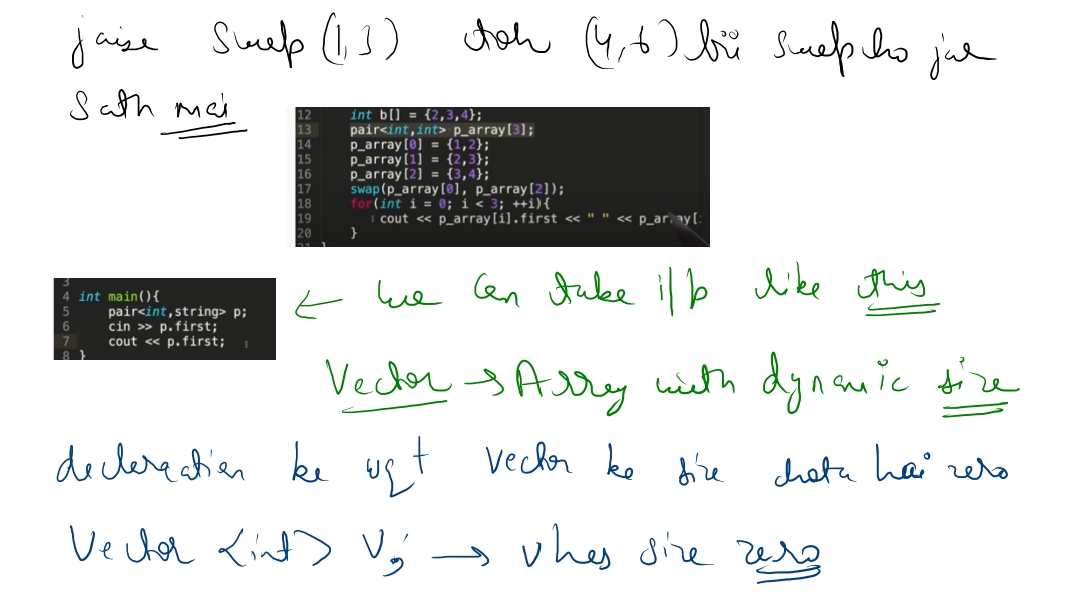 jaise Swap (1,3) toh (4,6) bii swap ho jae
Sath mai
12 int b[] = {2,3,4};
13 pair<int,int> p_array[3];
14 p_array[0] = {1,2};
15 p_array[1] = {2,3};
16 p_array[2] = {3,4};
17 swap(p_array[0], p_array[2]);
18 for(int i = 0; i < 3; ++i){
19 cout << p_array[i].first << " " << p_array[
20 }
21 }
3
4 int main(){
5 pair<int,string> p;
6 cin >> p.first;
7 cout << p.first;
8 }
← we can take i/p like this
Vector → Array with dynamic size
declaration ke wqt vector ke size hota hai zero
Vector <int> V; → v has size zero